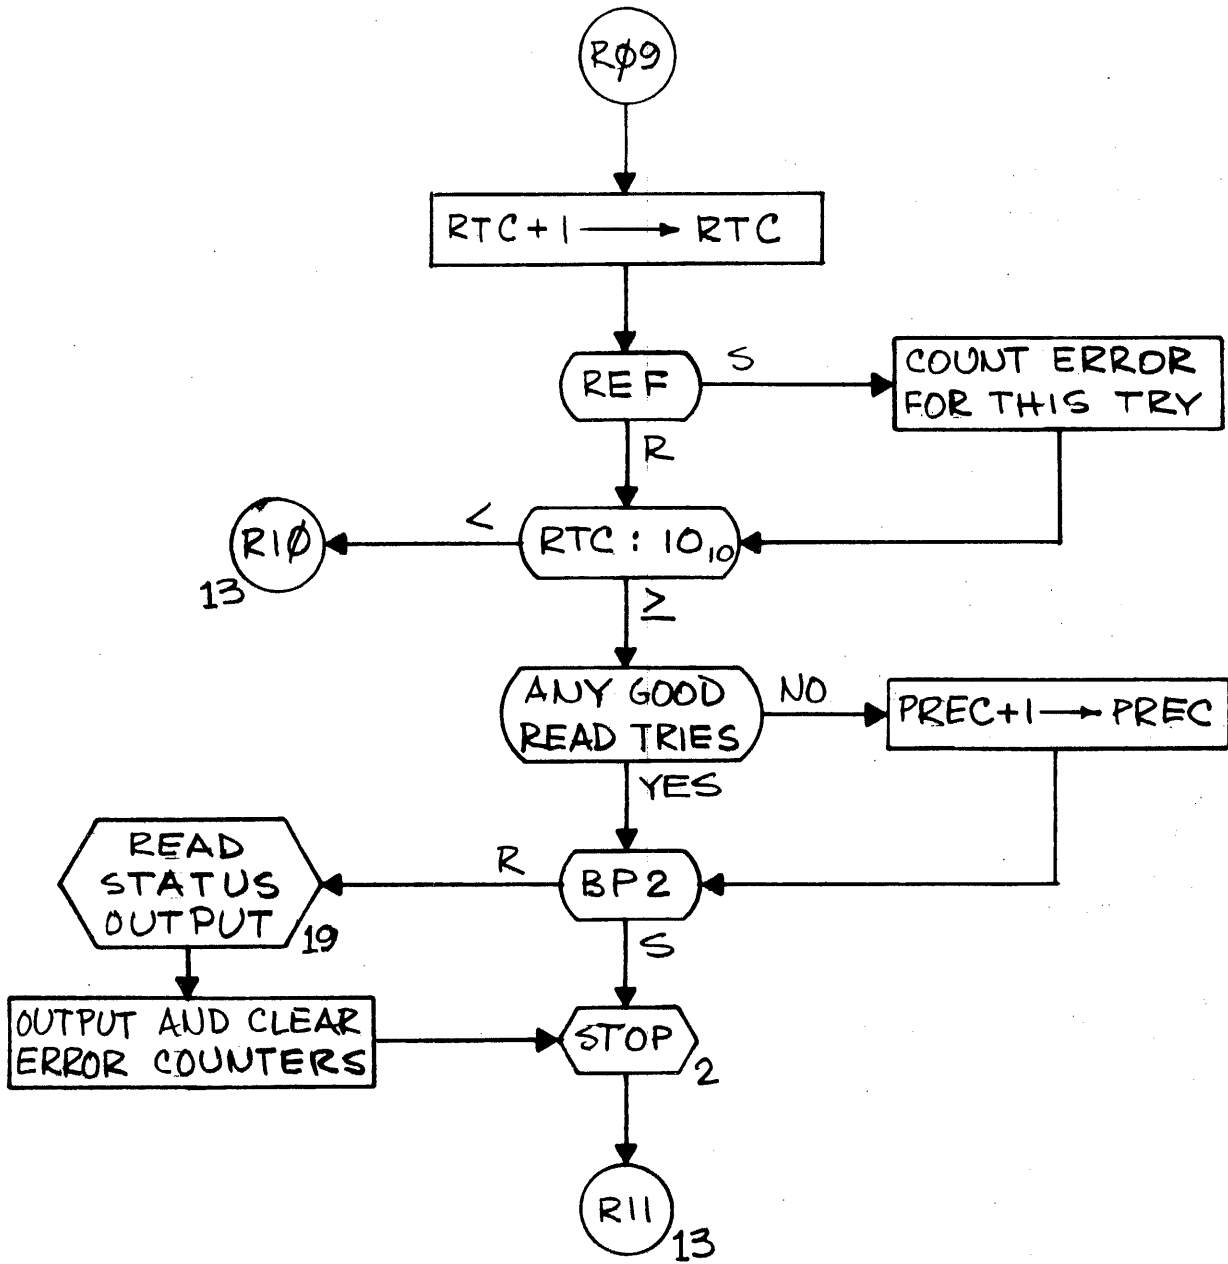 RØ9
RTC+1 → RTC
REF
S
COUNT ERROR
FOR THIS TRY
R
RTC : 10₁₀
<
RIØ
13
≥
ANY GOOD
READ TRIES
NO
PREC+1 → PREC
YES
BP2
R
READ
STATUS
OUTPUT
19
S
OUTPUT AND CLEAR
ERROR COUNTERS
STOP
2
R11
13